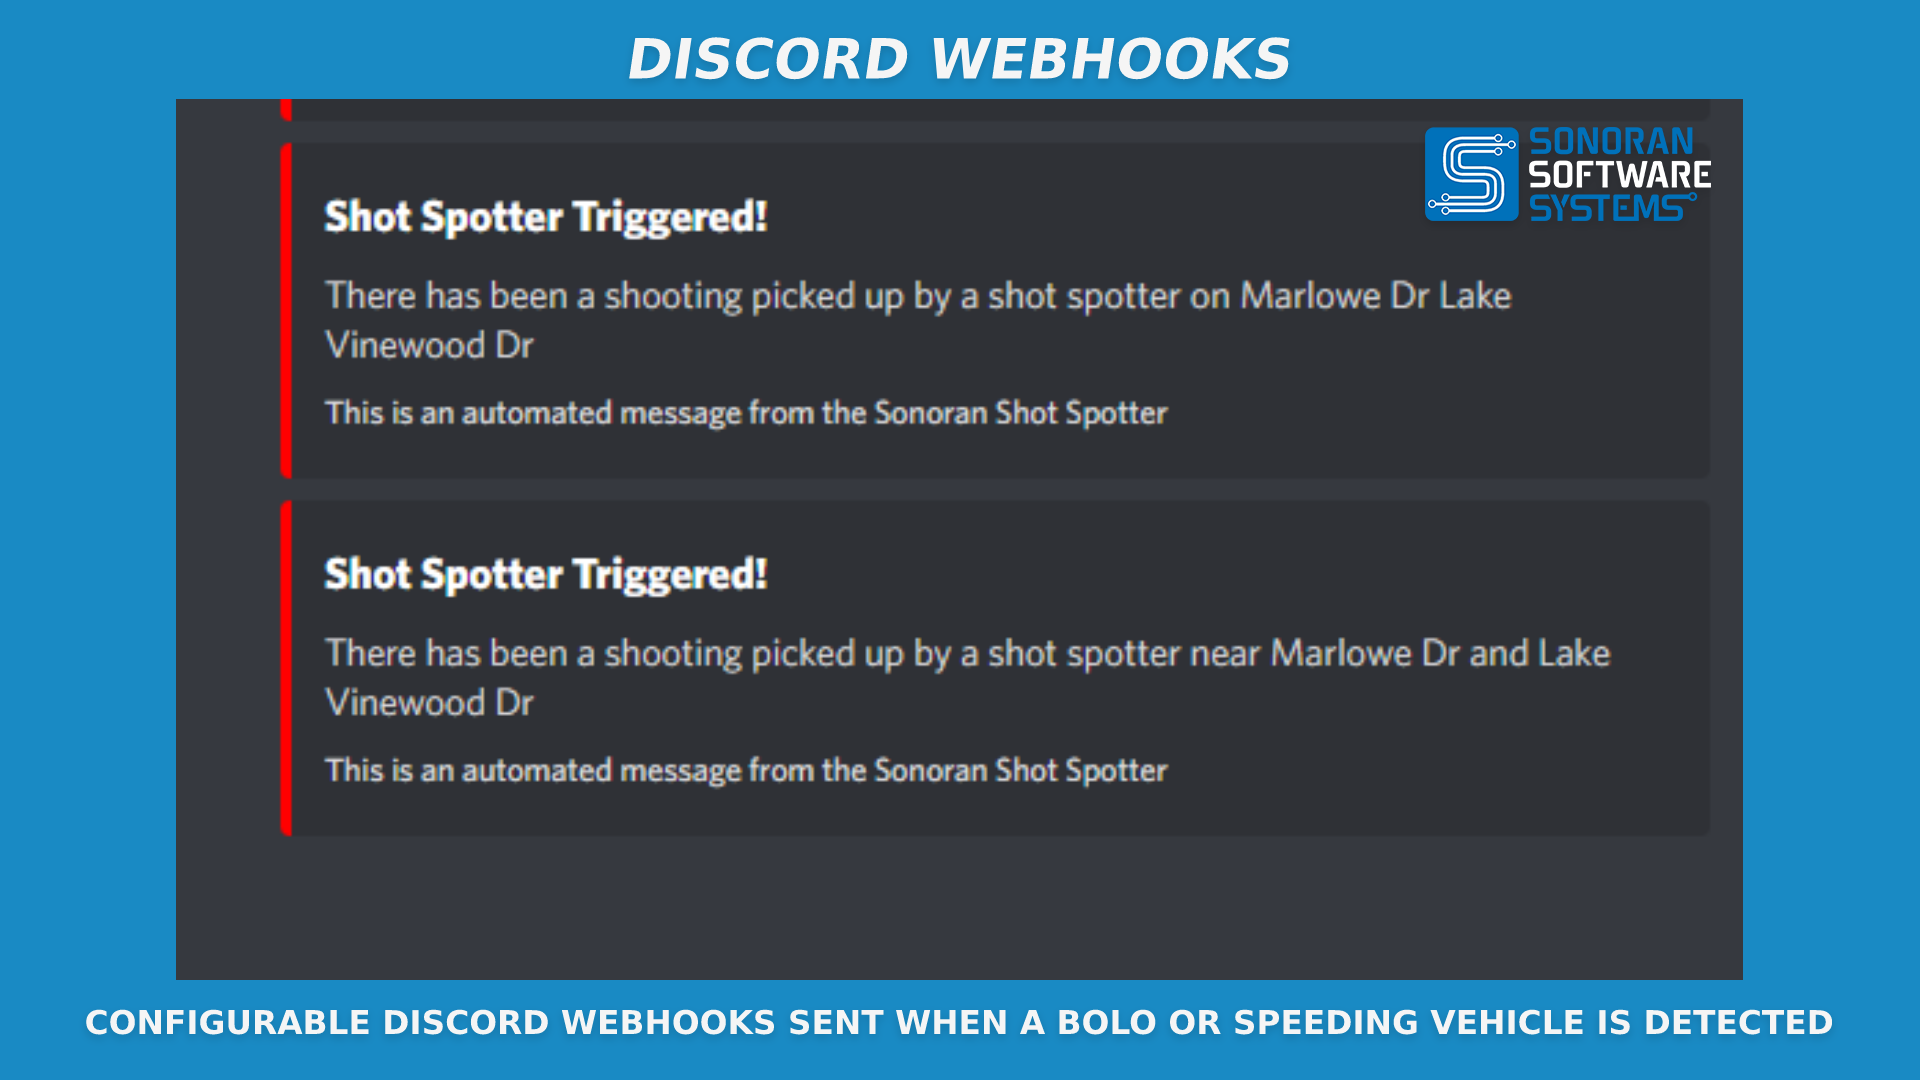 DISCORD WEBHOOKS
SONORAN
SOFTWARE
SYSTEMS
Shot Spotter Triggered!
There has been a shooting picked up by a shot spotter on Marlowe Dr Lake
Vinewood Dr
This is an automated message from the Sonoran Shot Spotter
Shot Spotter Triggered!
There has been a shooting picked up by a shot spotter near Marlowe Dr and Lake
Vinewood Dr
This is an automated message from the Sonoran Shot Spotter
CONFIGURABLE DISCORD WEBHOOKS SENT WHEN A BOLO OR SPEEDING VEHICLE IS DETECTED